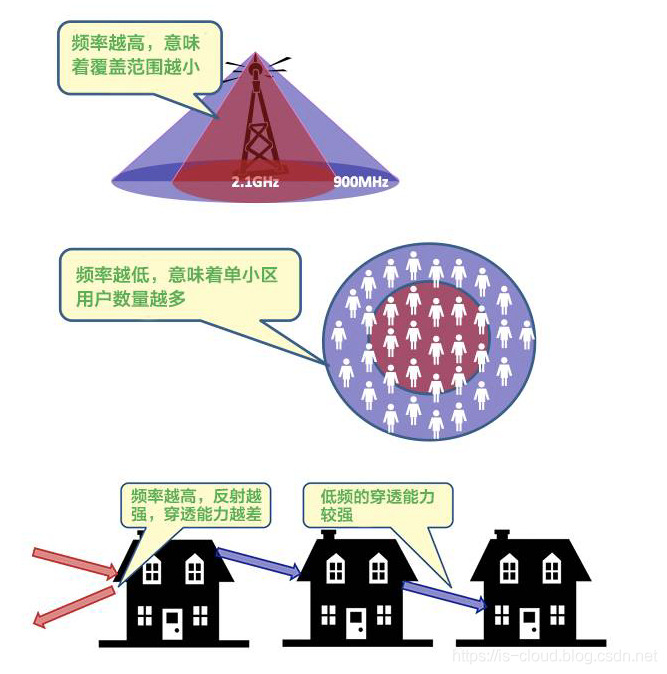 频率越高，意味
着覆盖范围越小
2.1GHz
900MHz
频率越低，意味着单小区
用户数量越多
频率越高，反射越
强，穿透能力越差
低频的穿透能力
较强
https://is-cloud.blog.csdn.net